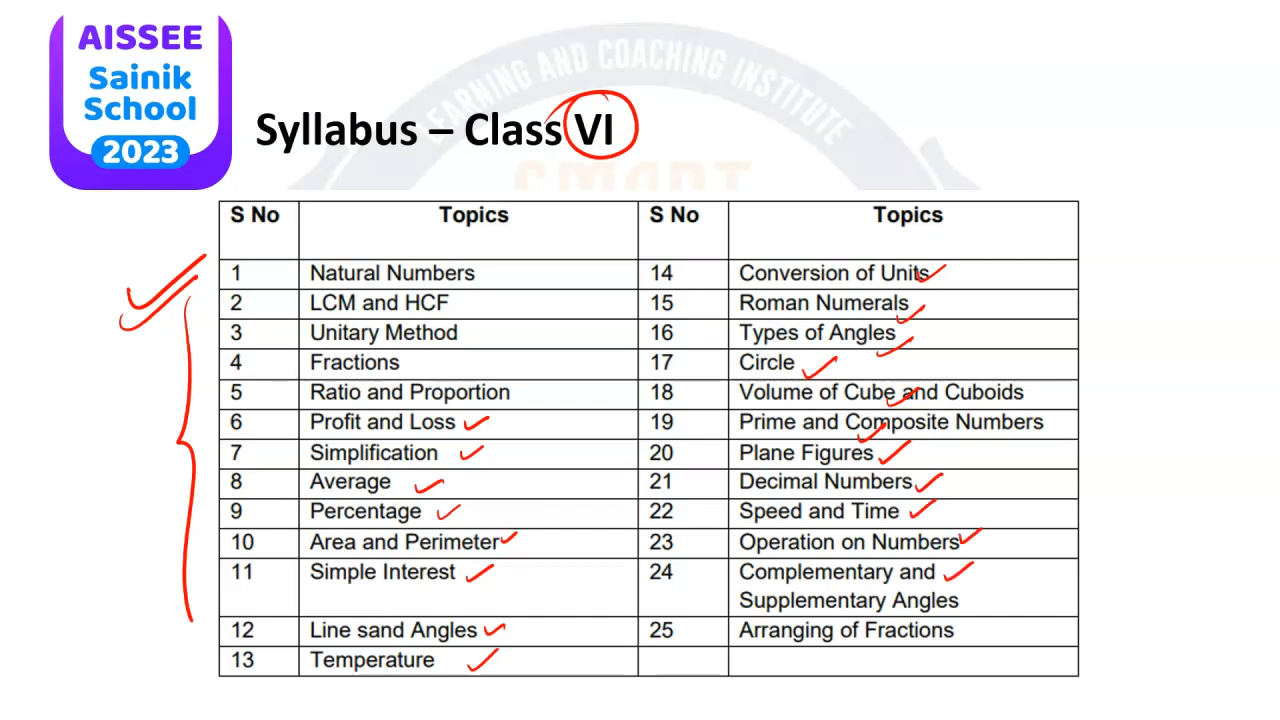 AISSEE
Sainik
School
2023
LEARNING AND COACHING INSTITUTE
SMART
Syllabus – Class VI
S No Topics S No Topics
1 Natural Numbers 14 Conversion of Units
2 LCM and HCF 15 Roman Numerals
3 Unitary Method 16 Types of Angles
4 Fractions 17 Circle
5 Ratio and Proportion 18 Volume of Cube and Cuboids
6 Profit and Loss 19 Prime and Composite Numbers
7 Simplification 20 Plane Figures
8 Average 21 Decimal Numbers
9 Percentage 22 Speed and Time
10 Area and Perimeter 23 Operation on Numbers
11 Simple Interest 24 Complementary and
Supplementary Angles
12 Line sand Angles 25 Arranging of Fractions
13 Temperature